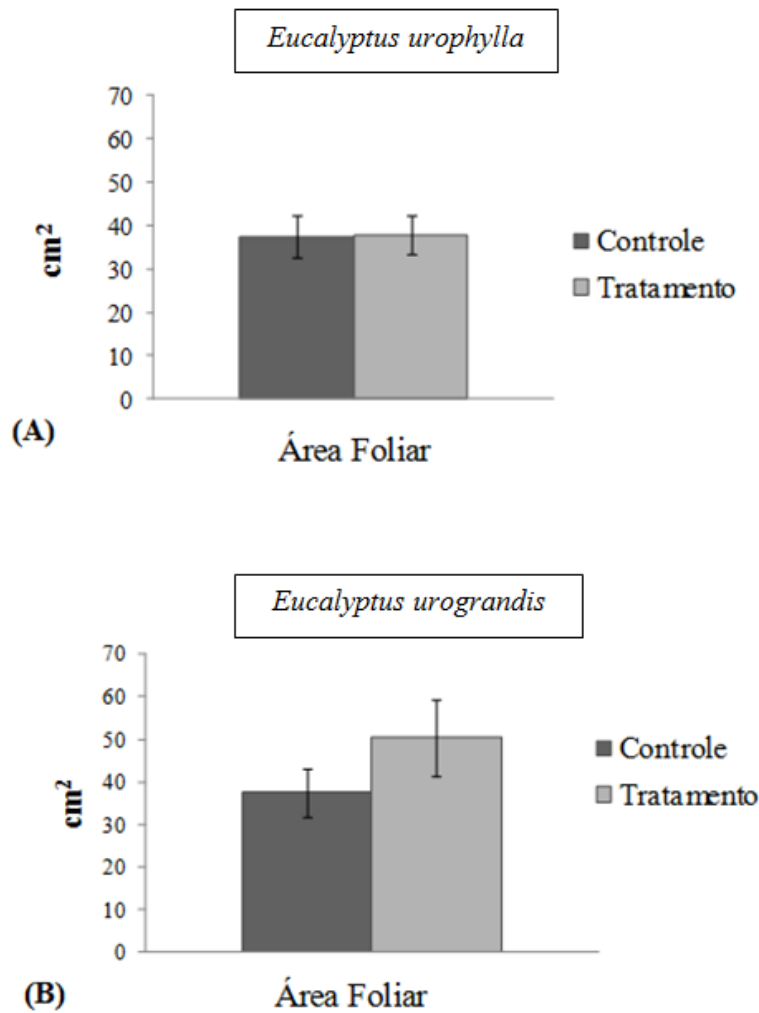 Eucalyptus urophylla
70
60
50
40
30
20
10
0
cm²
Controle
Tratamento
(A)
Área Foliar
Eucalyptus urograndis
70
60
50
40
30
20
10
0
cm²
Controle
Tratamento
(B)
Área Foliar